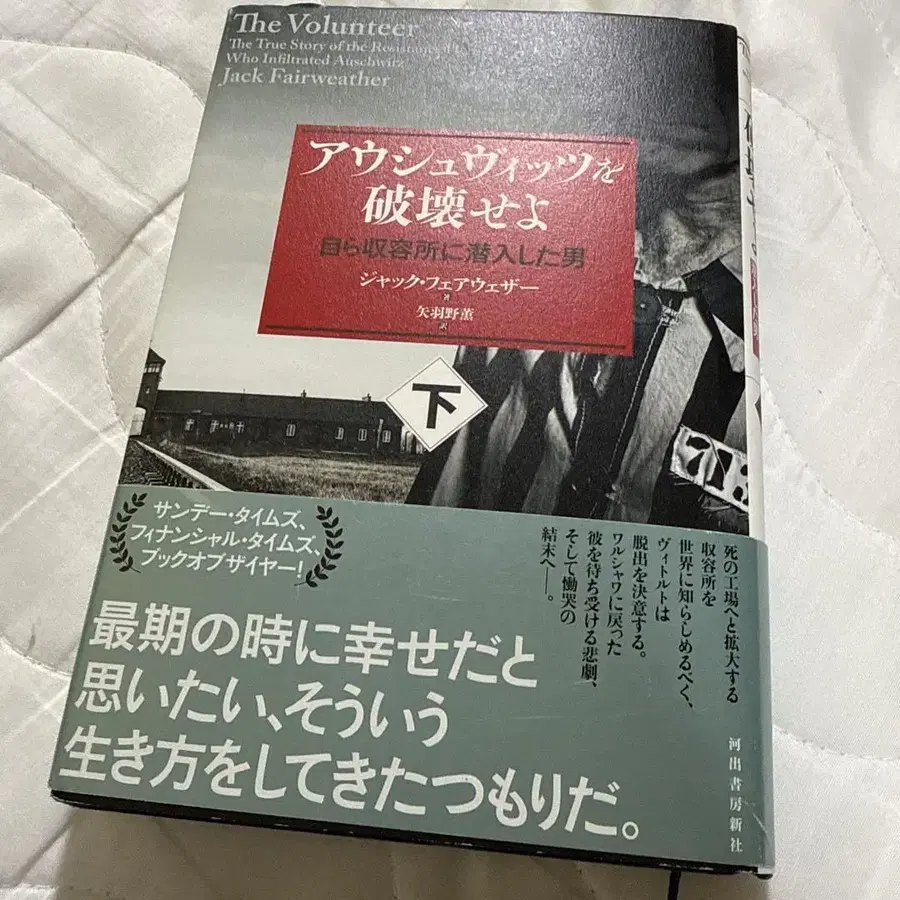 The Volunteer
The True Story of the Resistance
Who Infiltrated Auschwitz
Jack Fairweather
アウシュヴィッツを
破壊せよ
自ら収容所に潜入した男
ジャック・フェアウェザー
著
矢羽野薫
訳
下
713
サンデー・タイムズ、
フィナンシャル・タイムズ、
ブックオブザイヤー!
死の工場へと拡大する
収容所を
世界に知らしめるべく、
ヴィトルトは
脱出を決意する。
ワルシャワに戻った
彼を待ち受ける悲劇、
そして慟哭の
結末へ——。
最期の時に幸せだと
思いたい、そういう
生き方をしてきたつもりだ。
河出書房新社